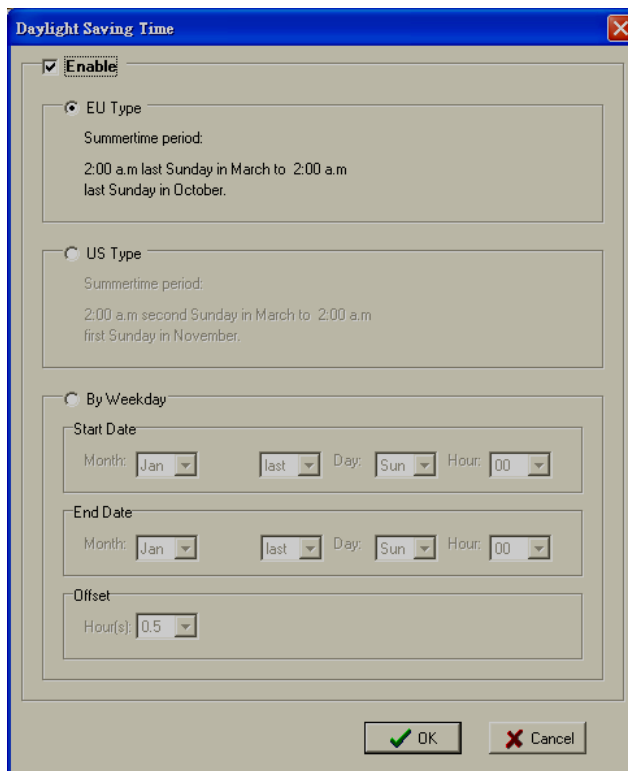 Daylight Saving Time
Enable
EU Type
Summertime period:
2:00 a.m last Sunday in March to 2:00 a.m
last Sunday in October.
US Type
Summertime period:
2:00 a.m second Sunday in March to 2:00 a.m
first Sunday in November.
By Weekday
Start Date
Month: Jan last Day: Sun Hour: 00
End Date
Month: Jan last Day: Sun Hour: 00
Offset
Hour(s): 0.5
OK Cancel